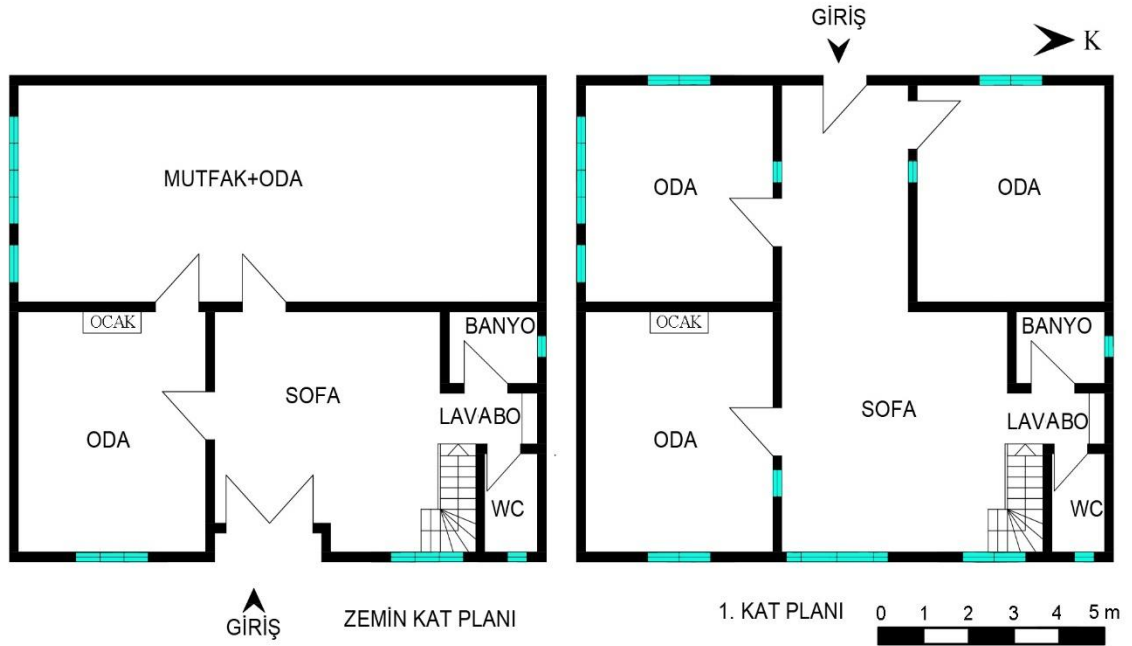 MUTFAK+ODA
OCAK
BANYO
SOFA
LAVABO
ODA
WC
GİRİŞ
ZEMİN KAT PLANI
GİRİŞ
K
ODA
ODA
OCAK
BANYO
SOFA
LAVABO
ODA
WC
1. KAT PLANI
0 1 2 3 4 5 m